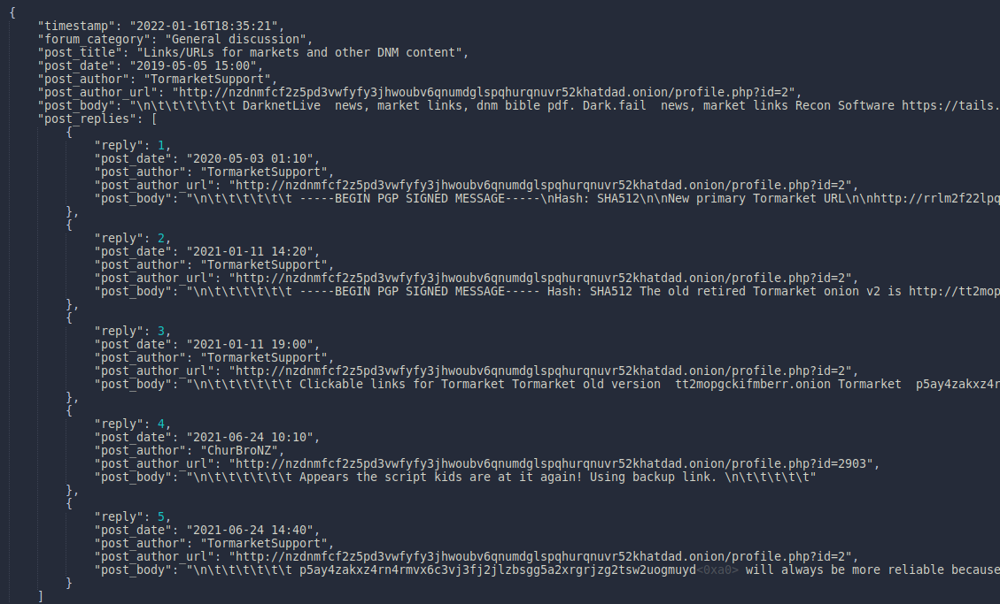 {
"timestamp": "2022-01-16T18:35:21",
"forum_category": "General discussion",
"post_title": "Links/URLs for markets and other DNM content",
"post_date": "2019-05-05 15:00",
"post_author": "TormarketSupport",
"post_author_url": "http://nzdnmfcf2z5pd3vwfyfy3jhwoubv6qnumdglspqhurqnuvr52khatdad.onion/profile.php?id=2",
"post_body": "\n\t\t\t\t\t\t\t DarknetLive  news, market links, dnm bible pdf. Dark.fail  news, market links Recon Software https://tails.
"post_replies": [
{
"reply": 1,
"post_date": "2020-05-03 01:10",
"post_author": "TormarketSupport",
"post_author_url": "http://nzdnmfcf2z5pd3vwfyfy3jhwoubv6qnumdglspqhurqnuvr52khatdad.onion/profile.php?id=2",
"post_body": "\n\t\t\t\t\t\t\t -----BEGIN PGP SIGNED MESSAGE-----\nHash: SHA512\n\nNew primary Tormarket URL\n\nhttp://rrlm2f22lpq
},
{
"reply": 2,
"post_date": "2021-01-11 14:20",
"post_author": "TormarketSupport",
"post_author_url": "http://nzdnmfcf2z5pd3vwfyfy3jhwoubv6qnumdglspqhurqnuvr52khatdad.onion/profile.php?id=2",
"post_body": "\n\t\t\t\t\t\t\t -----BEGIN PGP SIGNED MESSAGE----- Hash: SHA512 The old retired Tormarket onion v2 is http://tt2mop
},
{
"reply": 3,
"post_date": "2021-01-11 19:00",
"post_author": "TormarketSupport",
"post_author_url": "http://nzdnmfcf2z5pd3vwfyfy3jhwoubv6qnumdglspqhurqnuvr52khatdad.onion/profile.php?id=2",
"post_body": "\n\t\t\t\t\t\t\t Clickable links for Tormarket Tormarket old version  tt2mopgckifmberr.onion Tormarket  p5ay4zakxz4r
},
{
"reply": 4,
"post_date": "2021-06-24 10:10",
"post_author": "ChurBroNZ",
"post_author_url": "http://nzdnmfcf2z5pd3vwfyfy3jhwoubv6qnumdglspqhurqnuvr52khatdad.onion/profile.php?id=2903",
"post_body": "\n\t\t\t\t\t\t\t Appears the script kids are at it again! Using backup link. \n\t\t\t\t\t\t"
},
{
"reply": 5,
"post_date": "2021-06-24 14:40",
"post_author": "TormarketSupport",
"post_author_url": "http://nzdnmfcf2z5pd3vwfyfy3jhwoubv6qnumdglspqhurqnuvr52khatdad.onion/profile.php?id=2",
"post_body": "\n\t\t\t\t\t\t\t p5ay4zakxz4rn4rmvx6c3vj3fj2jlzbsgg5a2xrgrjzg2tsw2uogmuyd<0xa0> will always be more reliable because
}
]